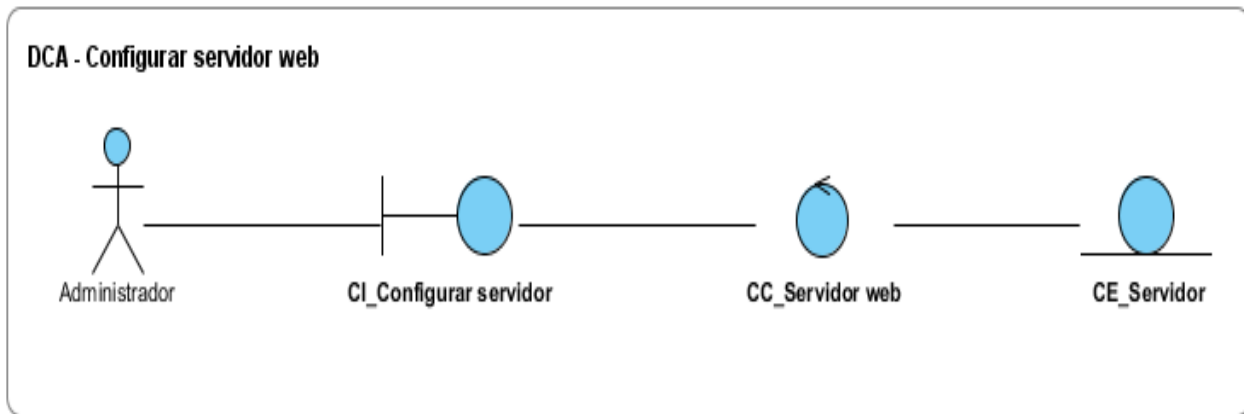 DCA - Configurar servidor web
Administrador
CI_Configurar servidor
CC_Servidor web
CE_Servidor